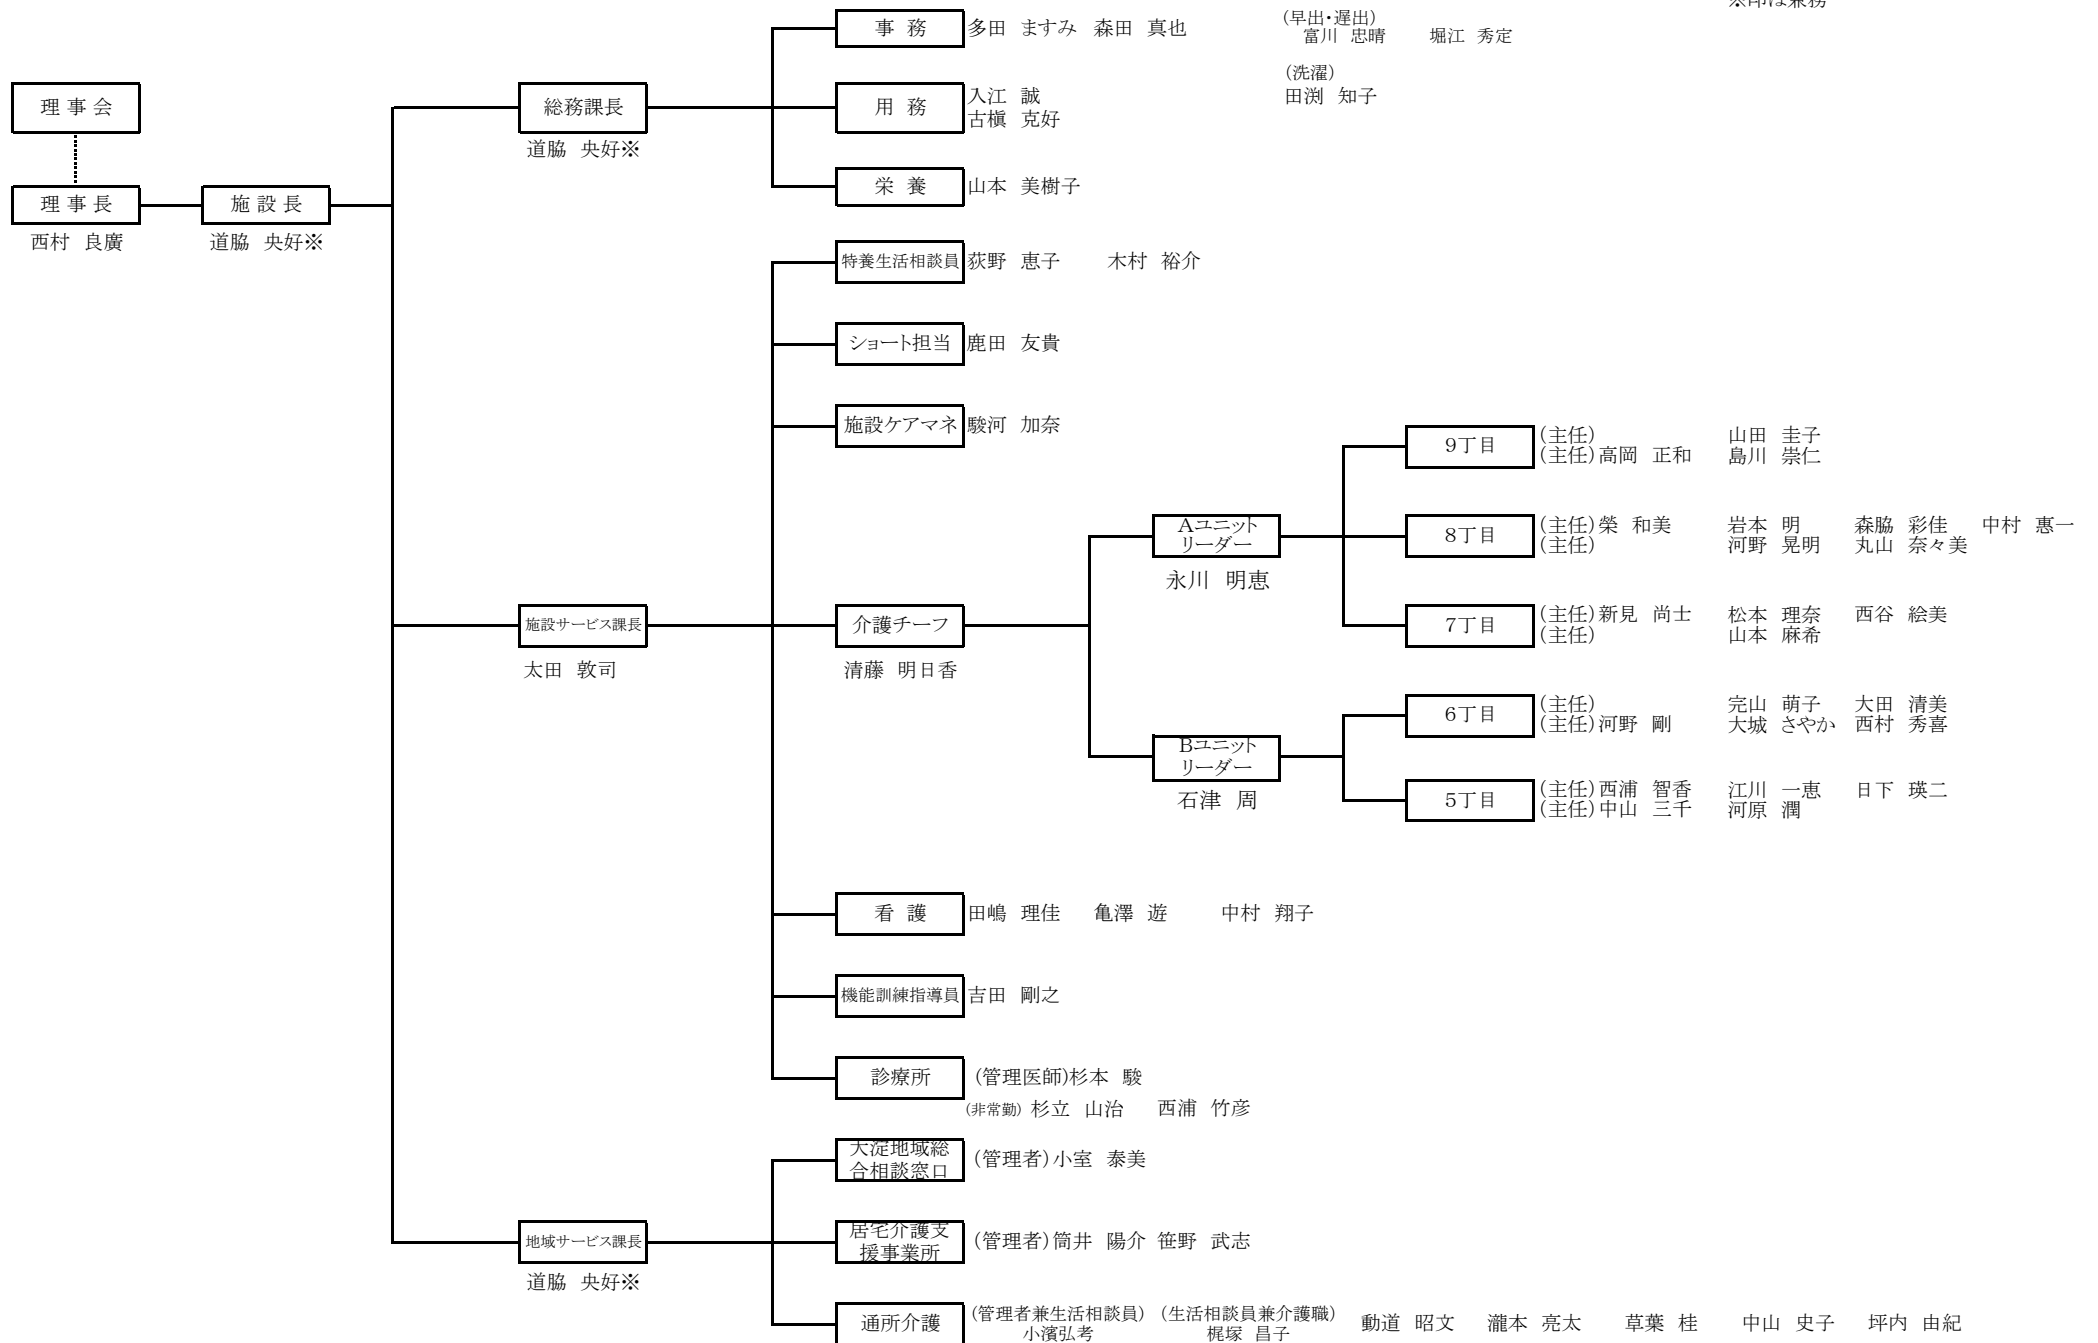 ※印は兼務
事 務 多田 ますみ 森田 真也
(早出・遅出)
富川 忠晴 堀江 秀定
(洗濯)
田渕 知子
理 事 会
総務課長
道脇 央好※
用 務
入江 誠
古槇 克好
栄 養 山本 美樹子
理 事 長
西村 良廣
施 設 長
道脇 央好※
特養生活相談員 荻野 恵子 木村 裕介
ショート担当 鹿田 友貴
施設ケアマネ 駿河 加奈
施設サービス課長
太田 敦司
介護チーフ
清藤 明日香
Aユニット
リーダー
永川 明恵
9丁目
(主任) 山田 圭子
(主任)高岡 正和 島川 崇仁
8丁目
(主任)榮 和美 岩本 明 森脇 彩佳 中村 惠一
(主任) 河野 晃明 丸山 奈々美
7丁目
(主任)新見 尚士 松本 理奈 西谷 絵美
(主任) 山本 麻希
Bユニット
リーダー
石津 周
6丁目
(主任) 完山 萌子 大田 清美
(主任)河野 剛 大城 さやか 西村 秀喜
5丁目
(主任)西浦 智香 江川 一恵 日下 瑛二
(主任)中山 三千 河原 潤
看 護 田嶋 理佳 亀澤 遊 中村 翔子
機能訓練指導員 吉田 剛之
診療所 (管理医師)杉本 駿
(非常勤) 杉立 山治 西浦 竹彦
地域サービス課長
道脇 央好※
大淀地域総
合相談窓口
(管理者)小室 泰美
居宅介護支
援事業所
(管理者)筒井 陽介 笹野 武志
通所介護
(管理者兼生活相談員) (生活相談員兼介護職)
小濱弘考 梶塚 昌子
動道 昭文 瀧本 亮太 草葉 桂 中山 史子 坪内 由紀